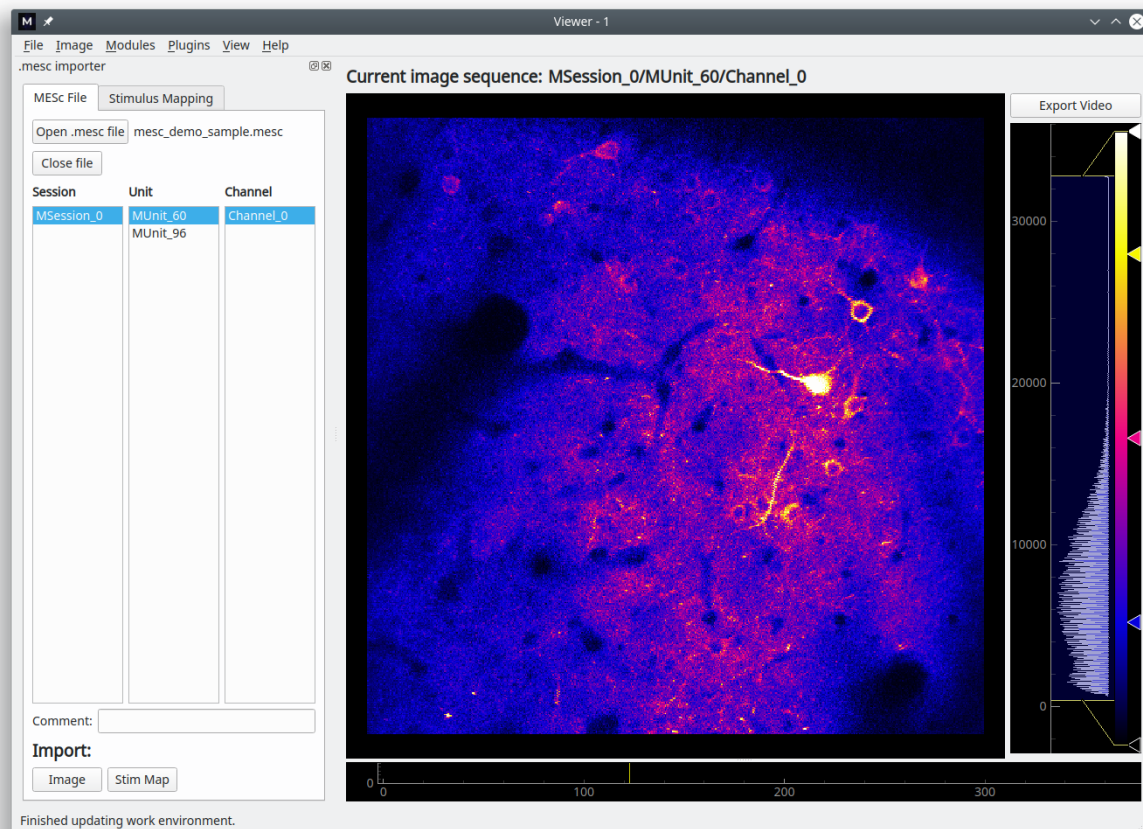 M Viewer - 1
File Image Modules Plugins View Help
.mesc importer
Current image sequence: MSession_0/MUnit_60/Channel_0
MESc File Stimulus Mapping
Export Video
Open .mesc file mesc_demo_sample.mesc
Close file
Session Unit Channel
MSession_0 MUnit_60 Channel_0
MUnit_96
30000
20000
10000
0
Comment:
Import:
Image Stim Map
0
0 100 200 300
Finished updating work environment.